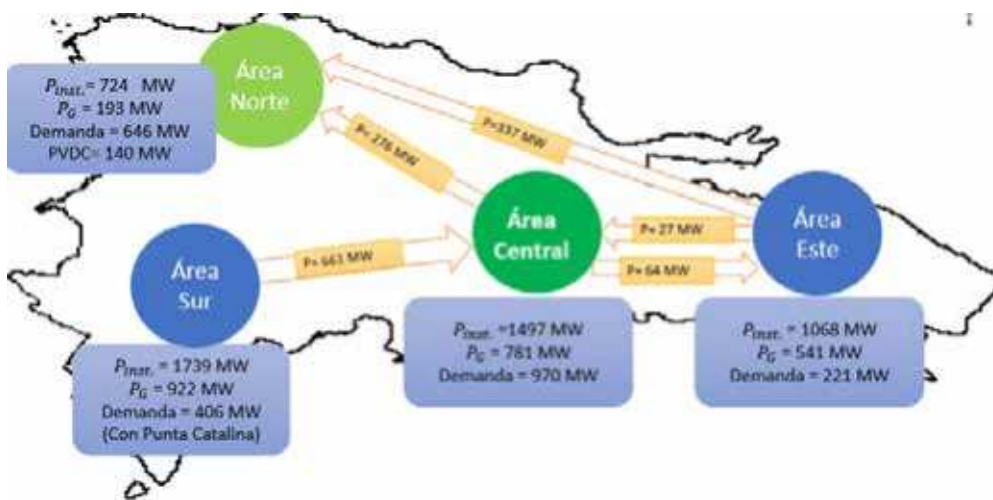 Área
Norte
P_inst.= 724 MW
P_G = 193 MW
Demanda = 646 MW
PVDC= 140 MW
P=337 MW
P= 276 MW
Área
Central
P= 27 MW
P= 64 MW
Área
Este
Área
Sur
P= MW
P_inst. = 1739 MW
P_G = 922 MW
Demanda = 406 MW
(Con Punta Catalina)
P_inst. =1497 MW
P_G = 781 MW
Demanda = 970 MW
P_inst. = 1068 MW
P_G = 541 MW
Demanda = 221 MW